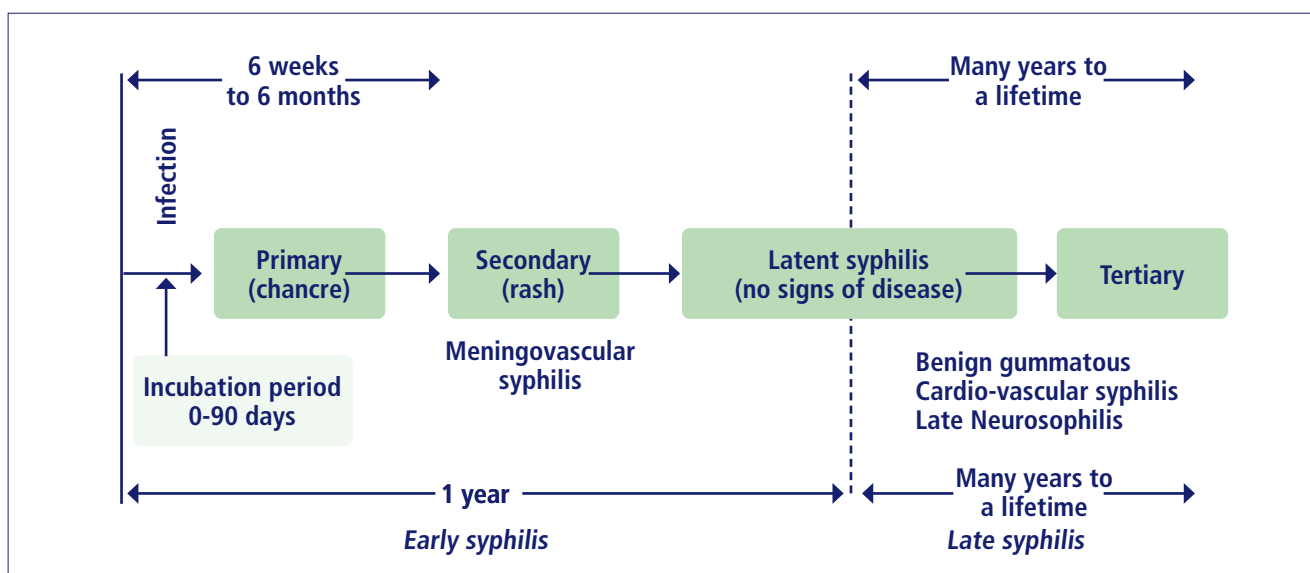 6 weeks
to 6 months
Many years to
a lifetime
Infection
Primary
(chancre)
Secondary
(rash)
Latent syphilis
(no signs of disease)
Tertiary
Incubation period
0-90 days
Meningovascular
syphilis
Benign gummatous
Cardio-vascular syphilis
Late Neurosophilis
1 year
Many years to
a lifetime
Early syphilis
Late syphilis